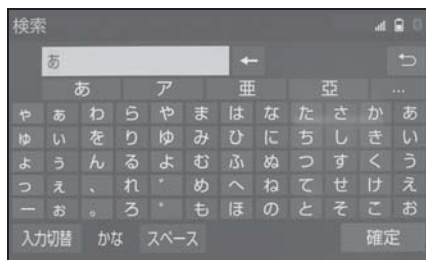 検索
あ
あ ア 亜 亞 …
ゃ ぁ わ ら や ま は な た さ か あ
ゅ ぃ を り ゆ み ひ に ち し き い
ょ ぅ ん る よ む ふ ぬ つ す く う
っ ぇ 、 れ ゛ め へ ね て せ け え
ー ぉ 。 ろ ゜ も ほ の と そ こ お
入力切替 かな スペース 確定